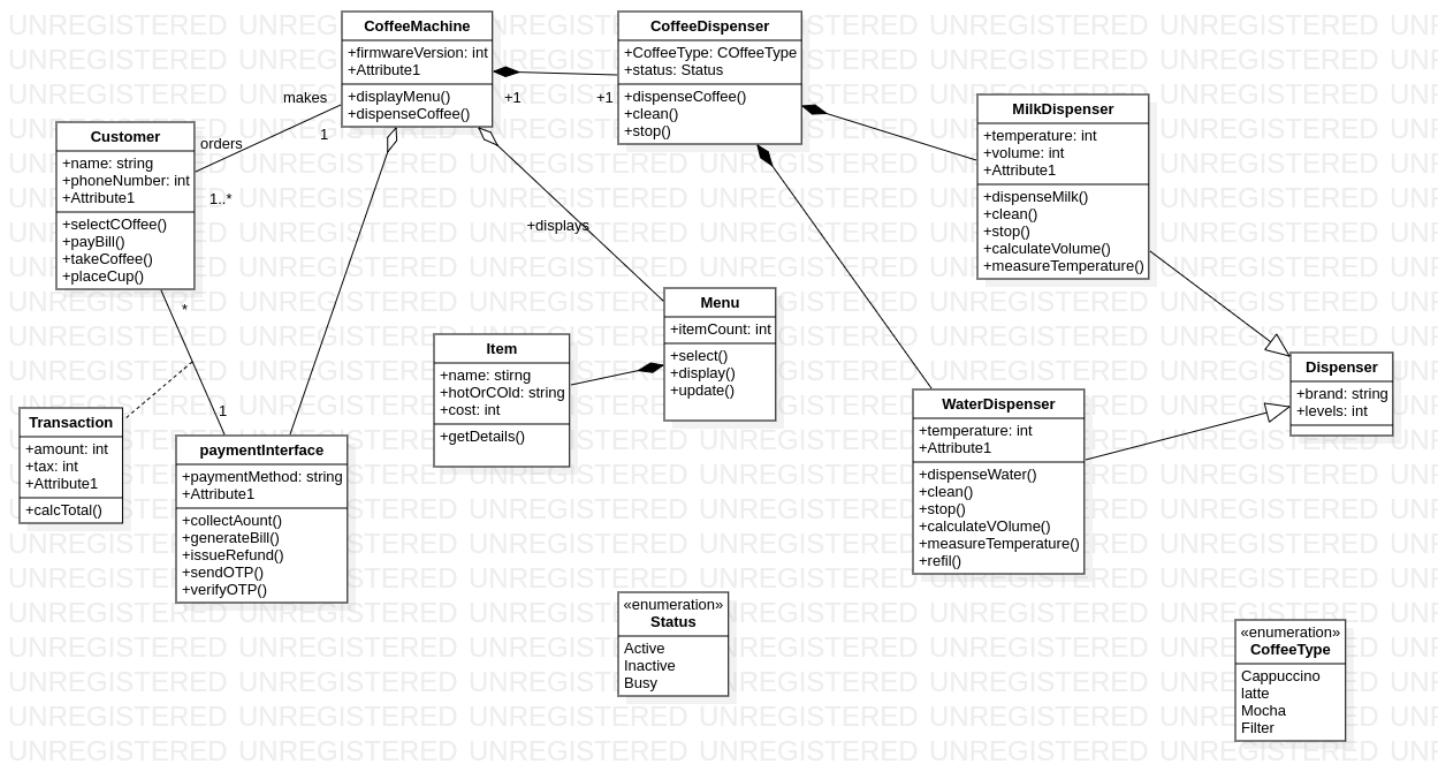 CoffeeMachine
+firmwareVersion: int
+Attribute1
+displayMenu()
+dispenseCoffee()
CoffeeDispenser
+CoffeeType: COffeeType
+status: Status
+dispenseCoffee()
+clean()
+stop()
+1
+1
makes
1
orders
1..*
MilkDispenser
+temperature: int
+volume: int
+Attribute1
+dispenseMilk()
+clean()
+stop()
+calculateVolume()
+measureTemperature()
Customer
+name: string
+phoneNumber: int
+Attribute1
+selectCOffee()
+payBill()
+takeCoffee()
+placeCup()
*
1
+displays
Menu
+itemCount: int
+select()
+display()
+update()
Item
+name: stirng
+hotOrCOld: string
+cost: int
+getDetails()
Dispenser
+brand: string
+levels: int
WaterDispenser
+temperature: int
+Attribute1
+dispenseWater()
+clean()
+stop()
+calculateVOlume()
+measureTemperature()
+refil()
Transaction
+amount: int
+tax: int
+Attribute1
+calcTotal()
paymentInterface
+paymentMethod: string
+Attribute1
+collectAount()
+generateBill()
+issueRefund()
+sendOTP()
+verifyOTP()
«enumeration»
Status
Active
Inactive
Busy
«enumeration»
CoffeeType
Cappuccino
latte
Mocha
Filter
UNREGISTERED